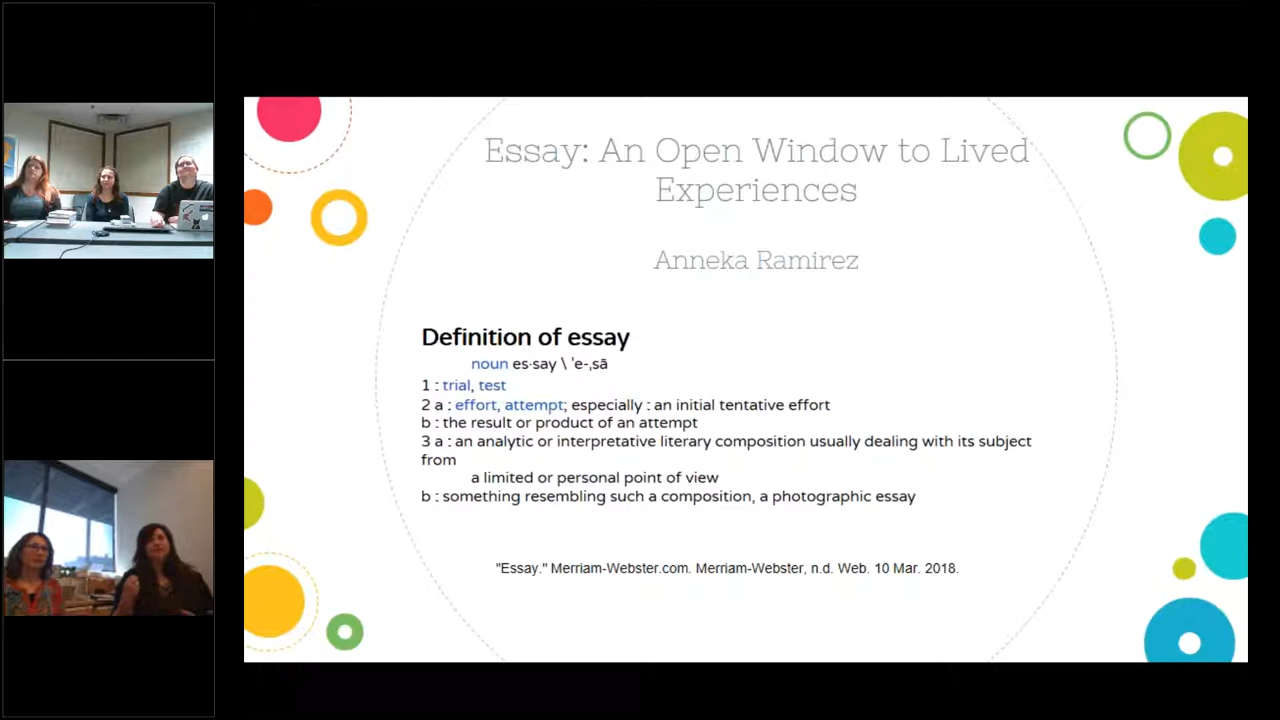 Essay: An Open Window to Lived
Experiences
Anneka Ramirez
Definition of essay
noun es·say \ ˈe-ˌsā
1 : trial, test
2 a : effort, attempt; especially : an initial tentative effort
b : the result or product of an attempt
3 a : an analytic or interpretative literary composition usually dealing with its subject
from
a limited or personal point of view
b : something resembling such a composition, a photographic essay
"Essay." Merriam-Webster.com. Merriam-Webster, n.d. Web. 10 Mar. 2018.